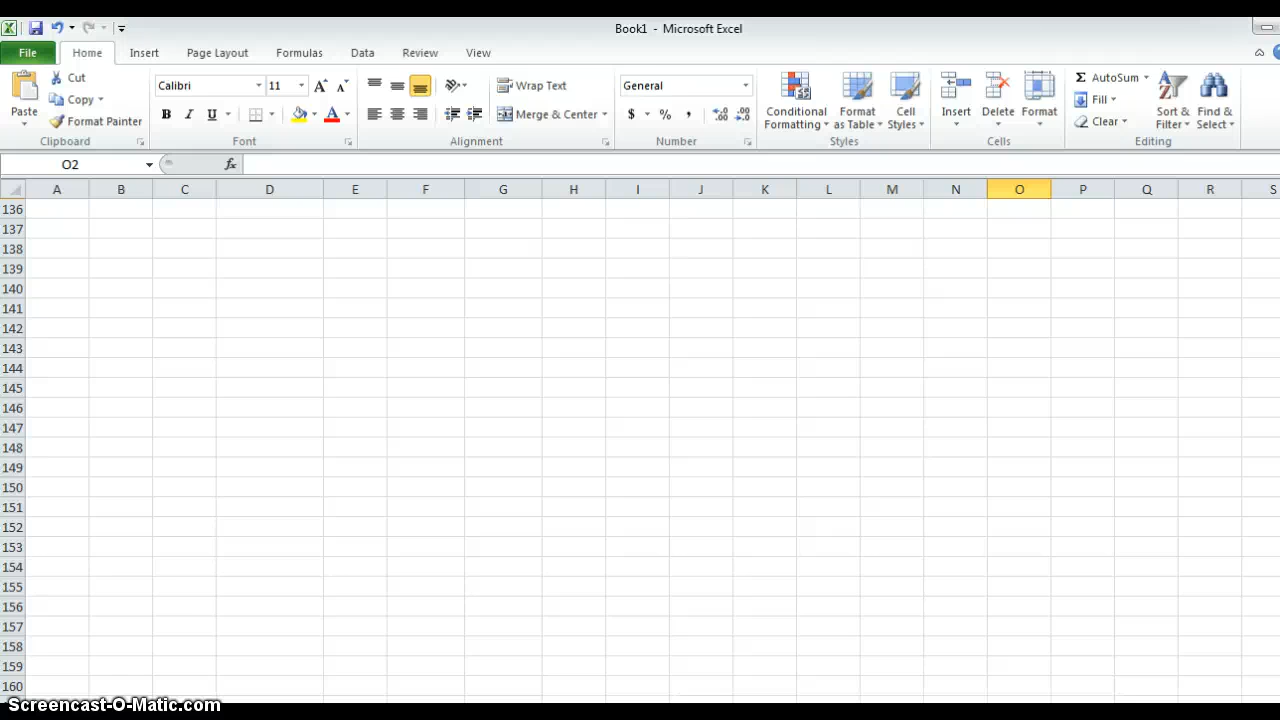 Book1 - Microsoft Excel
File Home Insert Page Layout Formulas Data Review View
Paste
Cut
Copy
Format Painter
Clipboard
Calibri 11
B I U A
Font
Wrap Text
Merge & Center
Alignment
General
$ % ,
Number
Conditional Formatting
Format as Table
Cell Styles
Styles
Insert Delete Format
Cells
Σ AutoSum
Fill
Clear
Sort & Filter
Find & Select
Editing
O2 fx
A B C D E F G H I J K L M N O P Q R S
136
137
138
139
140
141
142
143
144
145
146
147
148
149
150
151
152
153
154
155
156
157
158
159
160
Screencast-O-Matic.com